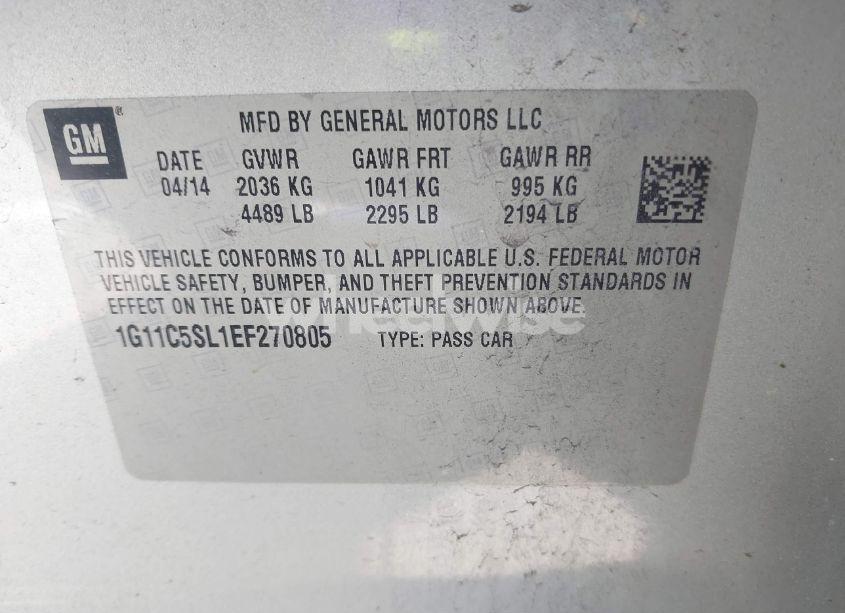 GM
®
MFD BY GENERAL MOTORS LLC
DATE GVWR GAWR FRT GAWR RR
04/14 2036 KG 1041 KG 995 KG
4489 LB 2295 LB 2194 LB
THIS VEHICLE CONFORMS TO ALL APPLICABLE U.S. FEDERAL MOTOR
VEHICLE SAFETY, BUMPER, AND THEFT PREVENTION STANDARDS IN
EFFECT ON THE DATE OF MANUFACTURE SHOWN ABOVE.
wheelwise
1G11C5SL1EF270805 TYPE: PASS CAR